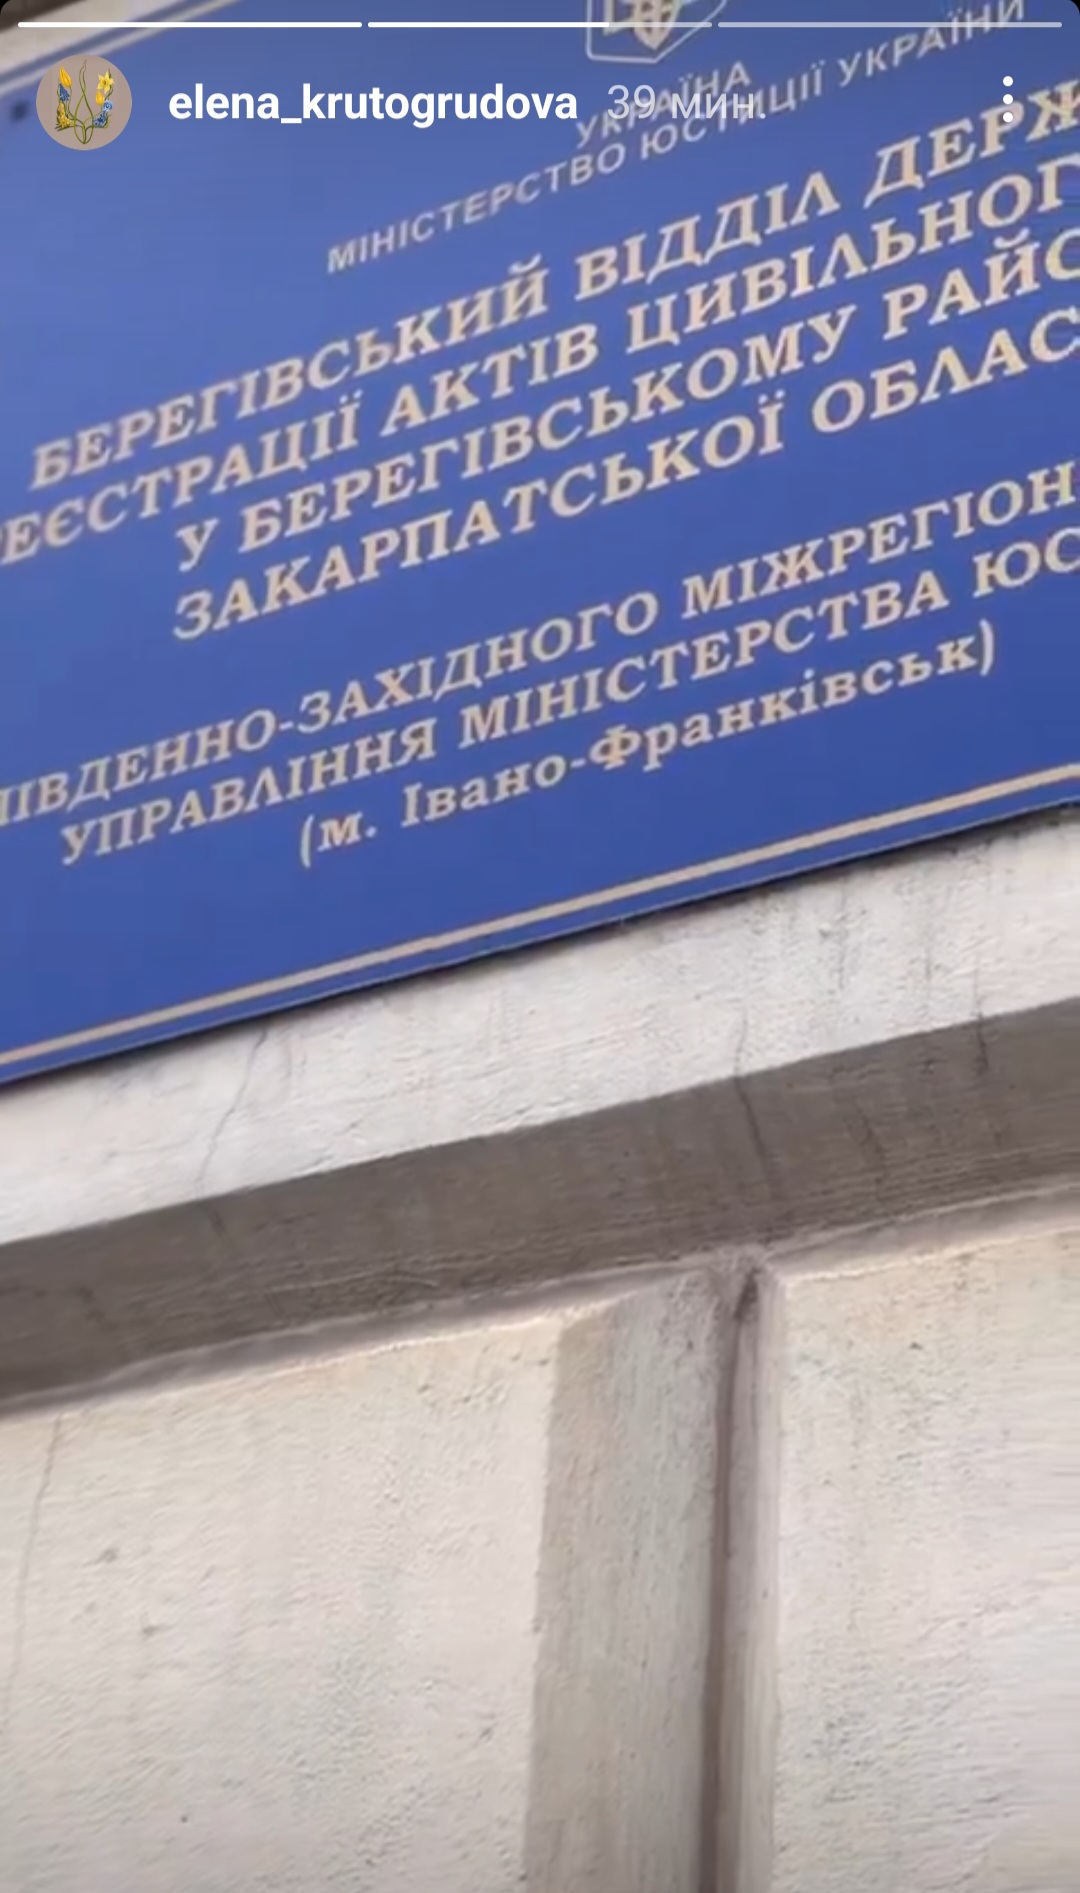 elena_krutogrudova 39 мин.
УКРАЇНА
МІНІСТЕРСТВО ЮСТИЦІЇ УКРАЇНИ
БЕРЕГІВСЬКИЙ ВІДДІЛ ДЕРЖ
РЕЄСТРАЦІЇ АКТІВ ЦИВІЛЬНОГ
У БЕРЕГІВСЬКОМУ РАЙО
ЗАКАРПАТСЬКОЇ ОБЛАС
ПІВДЕННО-ЗАХІДНОГО МІЖРЕГІОН
УПРАВЛІННЯ МІНІСТЕРСТВА ЮС
(м. Івано-Франківськ)